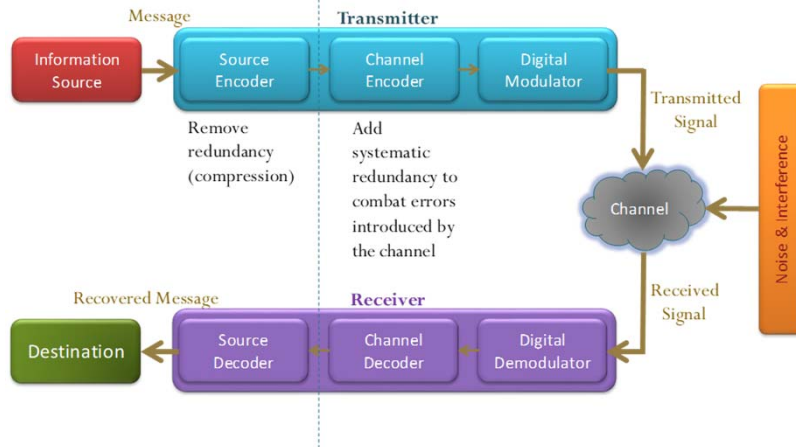 Message
Transmitter
Information
Source
Source
Encoder
Channel
Encoder
Digital
Modulator
Remove
redundancy
(compression)
Add
systematic
redundancy to
combat errors
introduced by
the channel
Transmitted
Signal
Channel
Noise & Interference
Received
Signal
Recovered Message
Receiver
Destination
Source
Decoder
Channel
Decoder
Digital
Demodulator